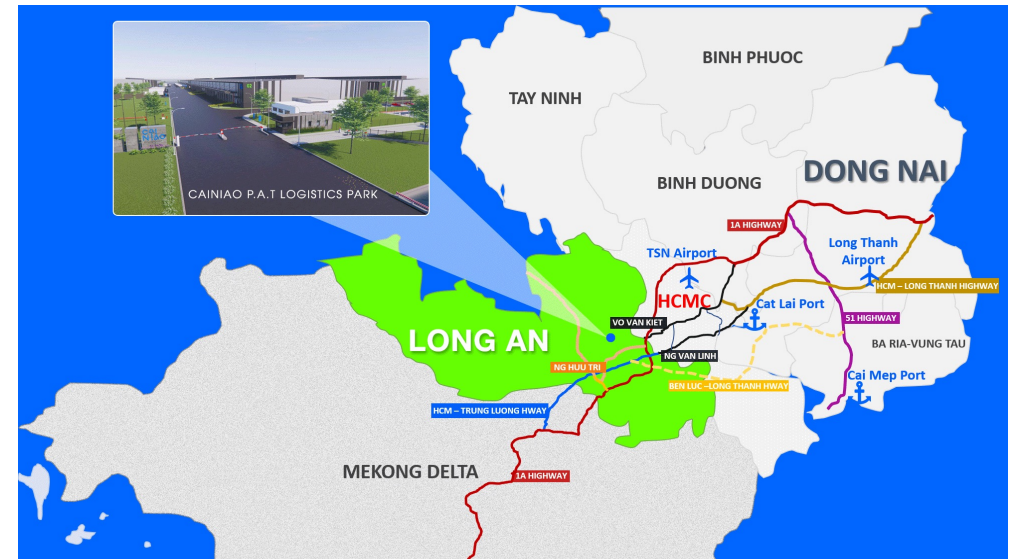 BINH PHUOC
TAY NINH
CAINIAO P.A.T LOGISTICS PARK
BINH DUONG
DONG NAI
1A HIGHWAY
TSN Airport
Long Thanh
Airport
HCM – LONG THANH HIGHWAY
HCMC
Cat Lai Port
VO VAN KIET
51 HIGHWAY
LONG AN
NG VAN LINH
BA RIA-VUNG TAU
NG HUU TRI
Cai Mep Port
BEN LUC –LONG THANH HWAY
HCM – TRUNG LUONG HWAY
MEKONG DELTA
1A HIGHWAY